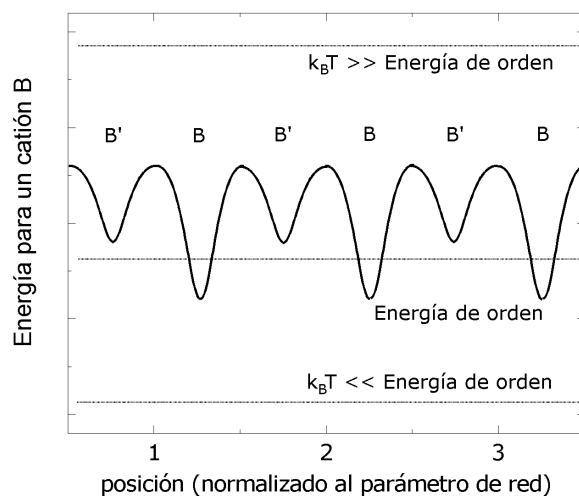 k_BT >> Energía de orden
B' B B' B B' B
Energía para un catión B
Energía de orden
k_BT << Energía de orden
1 2 3
posición (normalizado al parámetro de red)